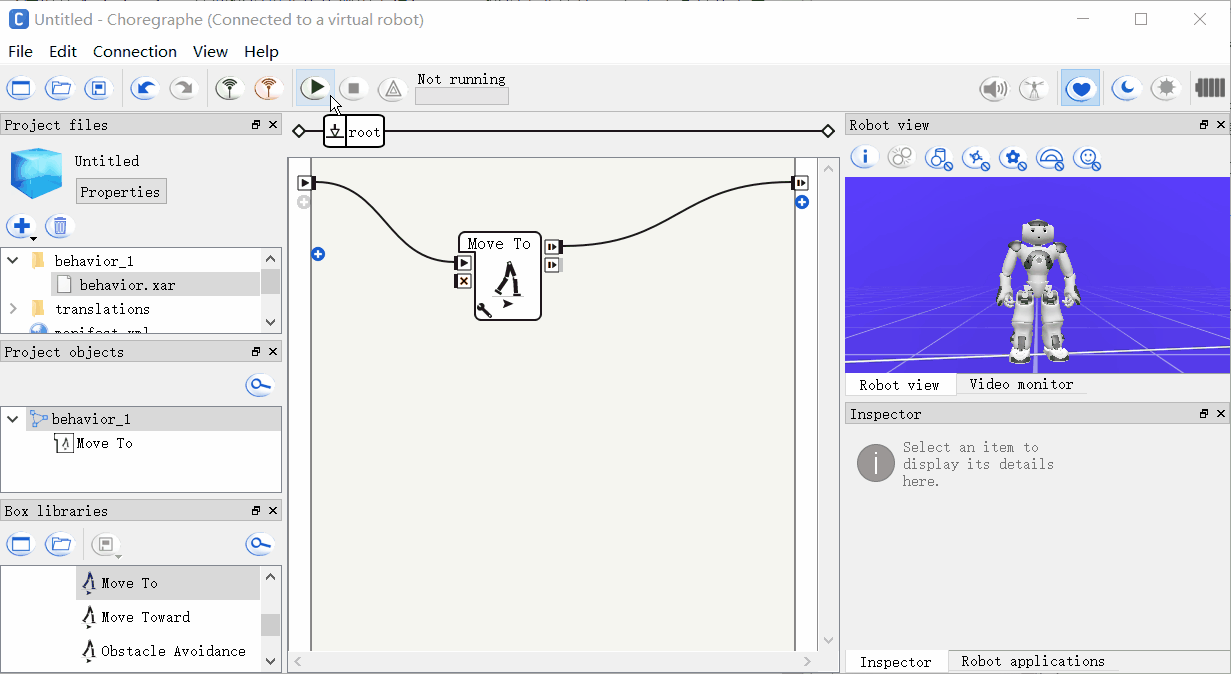 Untitled - Choregraphe (Connected to a virtual robot)
File Edit Connection View Help
Not running
Project files
Untitled
Properties
behavior_1
behavior.xar
translations
manifest.xml
Project objects
behavior_1
Move To
Box libraries
Move To
Move Toward
Obstacle Avoidance
root
Move To
Robot view
Robot view Video monitor
Inspector
Select an item to
display its details
here.
Inspector Robot applications